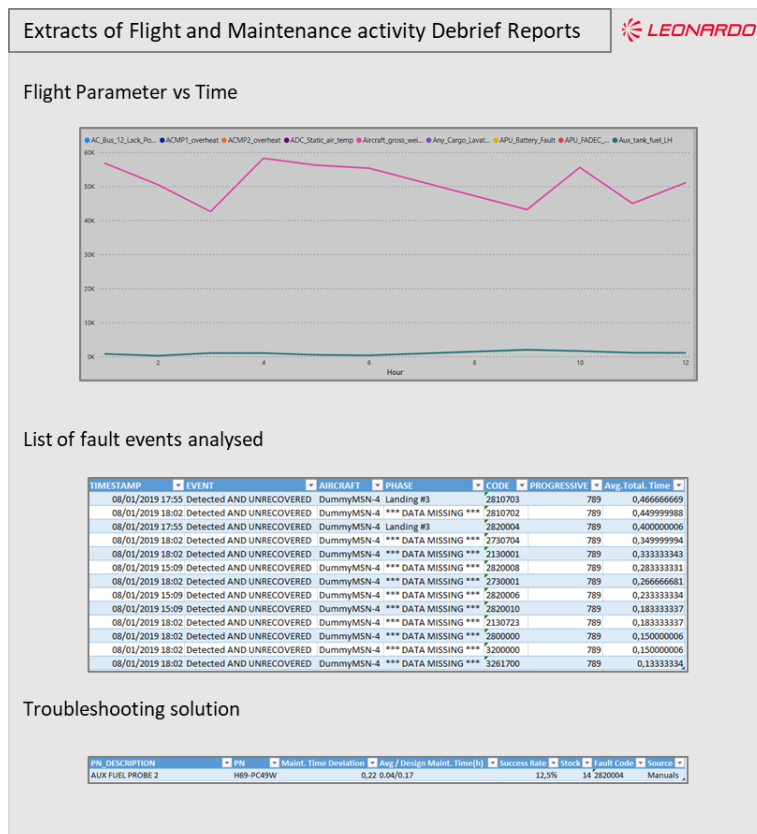 Extracts of Flight and Maintenance activity Debrief Reports
LEONARDO
Flight Parameter vs Time
AC_Bus_12_Lack_Po... ACMP1_overheat ACMP2_overheat ADC_Static_air_temp Aircraft_gross_wei... Any_Cargo_Lavat... APU_Battery_Fault APU_FADEC_... Aux_tank_fuel_LH
60K
50K
40K
30K
20K
10K
0K
2 4 6 8 10 12
Hour
List of fault events analysed
TIMESTAMP EVENT AIRCRAFT PHASE CODE PROGRESSIVE Avg.Total. Time
08/01/2019 17:55 Detected AND UNRECOVERED DummyMSN-4 Landing #3 2810703 789 0,466666669
08/01/2019 18:02 Detected AND UNRECOVERED DummyMSN-4 *** DATA MISSING *** 2810702 789 0,449999988
08/01/2019 17:55 Detected AND UNRECOVERED DummyMSN-4 Landing #3 2820004 789 0,400000006
08/01/2019 18:02 Detected AND UNRECOVERED DummyMSN-4 *** DATA MISSING *** 2730704 789 0,349999994
08/01/2019 18:02 Detected AND UNRECOVERED DummyMSN-4 *** DATA MISSING *** 2130001 789 0,333333343
08/01/2019 15:09 Detected AND UNRECOVERED DummyMSN-4 *** DATA MISSING *** 2820008 789 0,283333331
08/01/2019 18:02 Detected AND UNRECOVERED DummyMSN-4 *** DATA MISSING *** 2730001 789 0,266666681
08/01/2019 15:09 Detected AND UNRECOVERED DummyMSN-4 *** DATA MISSING *** 2820006 789 0,233333334
08/01/2019 15:09 Detected AND UNRECOVERED DummyMSN-4 *** DATA MISSING *** 2820010 789 0,183333337
08/01/2019 18:02 Detected AND UNRECOVERED DummyMSN-4 *** DATA MISSING *** 2130723 789 0,183333337
08/01/2019 18:02 Detected AND UNRECOVERED DummyMSN-4 *** DATA MISSING *** 2800000 789 0,150000006
08/01/2019 18:02 Detected AND UNRECOVERED DummyMSN-4 *** DATA MISSING *** 3200000 789 0,150000006
08/01/2019 18:02 Detected AND UNRECOVERED DummyMSN-4 *** DATA MISSING *** 3261700 789 0,13333334
Troubleshooting solution
PN_DESCRIPTION PN Maint. Time Deviation Avg / Design Maint. Time(h) Success Rate Stock Fault Code Source
AUX FUEL PROBE 2 H69-PC49W 0,22 0.04/0.17 12,5% 14 2820004 Manuals